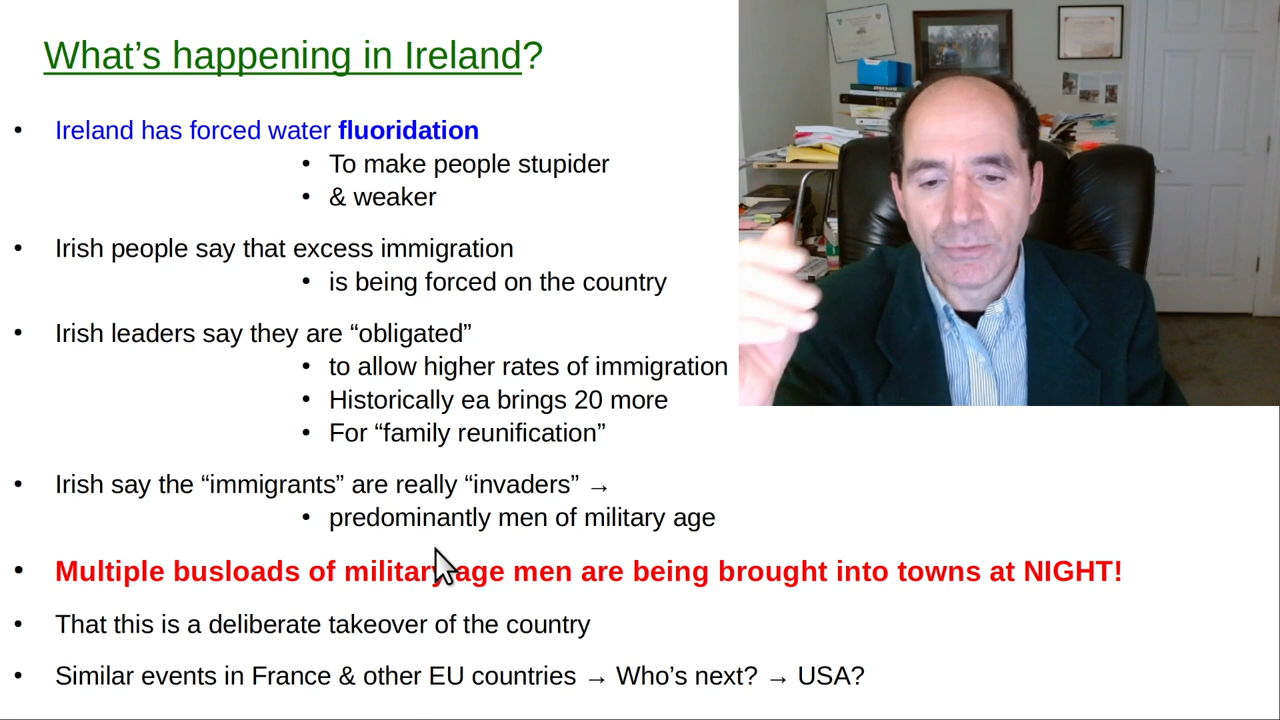 What's happening in Ireland?
• Ireland has forced water fluoridation
• To make people stupider
• & weaker
• Irish people say that excess immigration
• is being forced on the country
• Irish leaders say they are “obligated”
• to allow higher rates of immigration
• Historically ea brings 20 more
• For “family reunification”
• Irish say the “immigrants” are really “invaders” →
• predominantly men of military age
• Multiple busloads of military age men are being brought into towns at NIGHT!
• That this is a deliberate takeover of the country
• Similar events in France & other EU countries → Who's next? → USA?